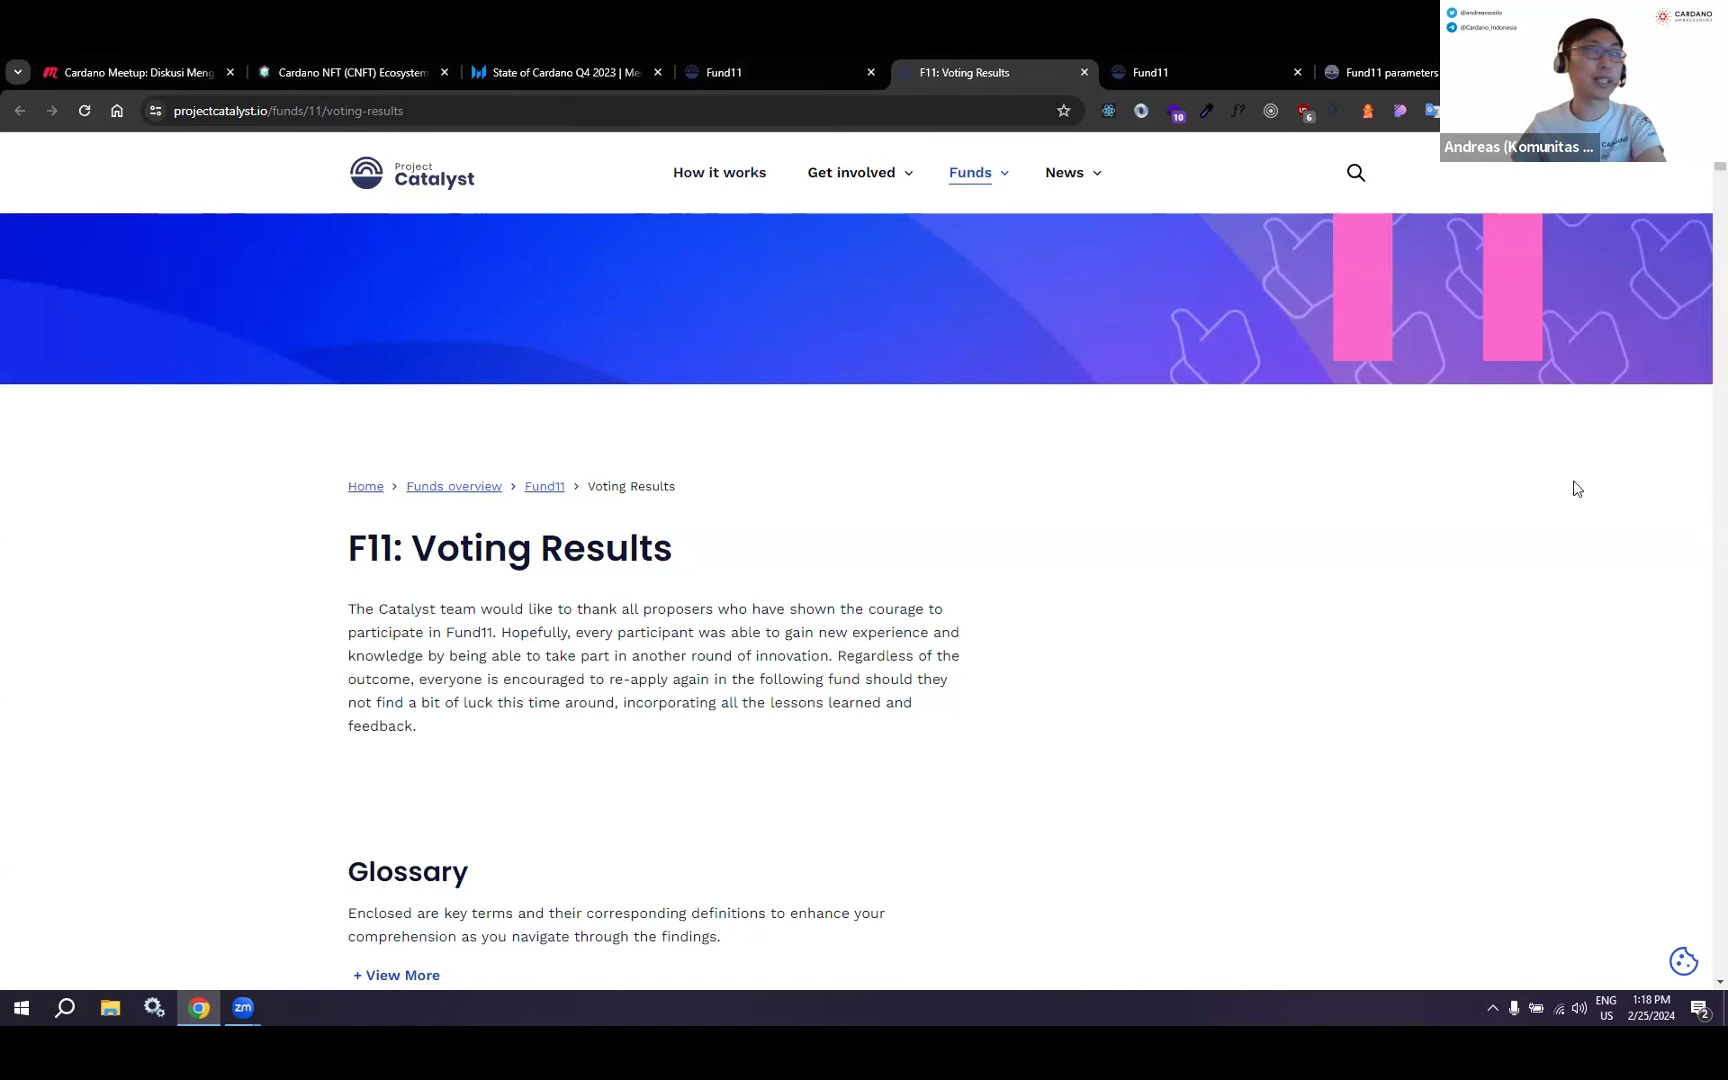 @andreassosilo
@Cardano_Indonesia
CARDANO
AMBASSADORS
Andreas (Komunitas ...
Cardano Meetup: Diskusi Meng
Cardano NFT (CNFT) Ecosystem
State of Cardano Q4 2023 | Me
Fund11
F11: Voting Results
Fund11
Fund11 parameters
projectcatalyst.io/funds/11/voting-results
10
6
Project
Catalyst
How it works
Get involved
Funds
News
Home > Funds overview > Fund11 > Voting Results
F11: Voting Results
The Catalyst team would like to thank all proposers who have shown the courage to
participate in Fund11. Hopefully, every participant was able to gain new experience and
knowledge by being able to take part in another round of innovation. Regardless of the
outcome, everyone is encouraged to re-apply again in the following fund should they
not find a bit of luck this time around, incorporating all the lessons learned and
feedback.
Glossary
Enclosed are key terms and their corresponding definitions to enhance your
comprehension as you navigate through the findings.
+ View More
zm
ENG
US
1:18 PM
2/25/2024
2